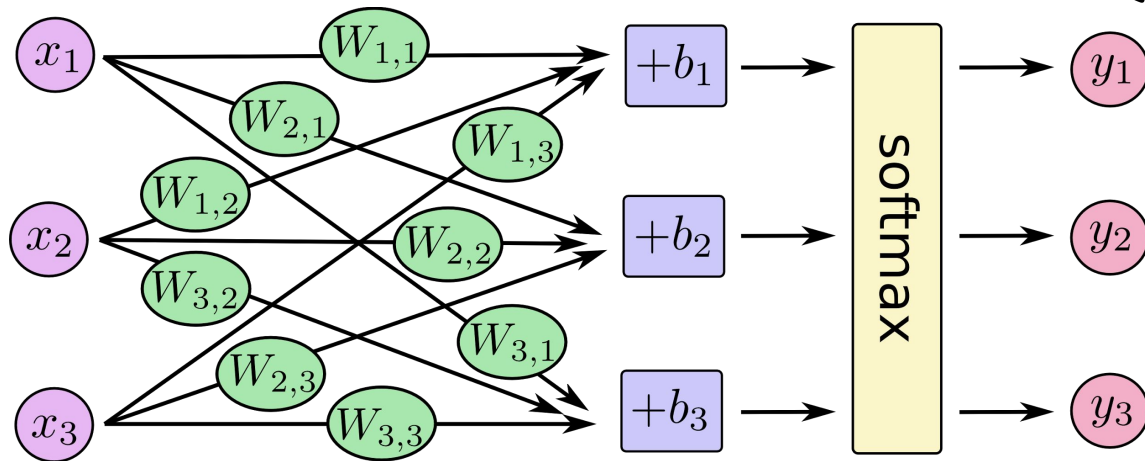 x₁ W₁,₁ +b₁ y₁
W₂,₁ W₁,₃
W₁,₂
x₂ W₂,₂ +b₂ softmax y₂
W₃,₂
W₃,₁
W₂,₃
x₃ W₃,₃ +b₃ y₃